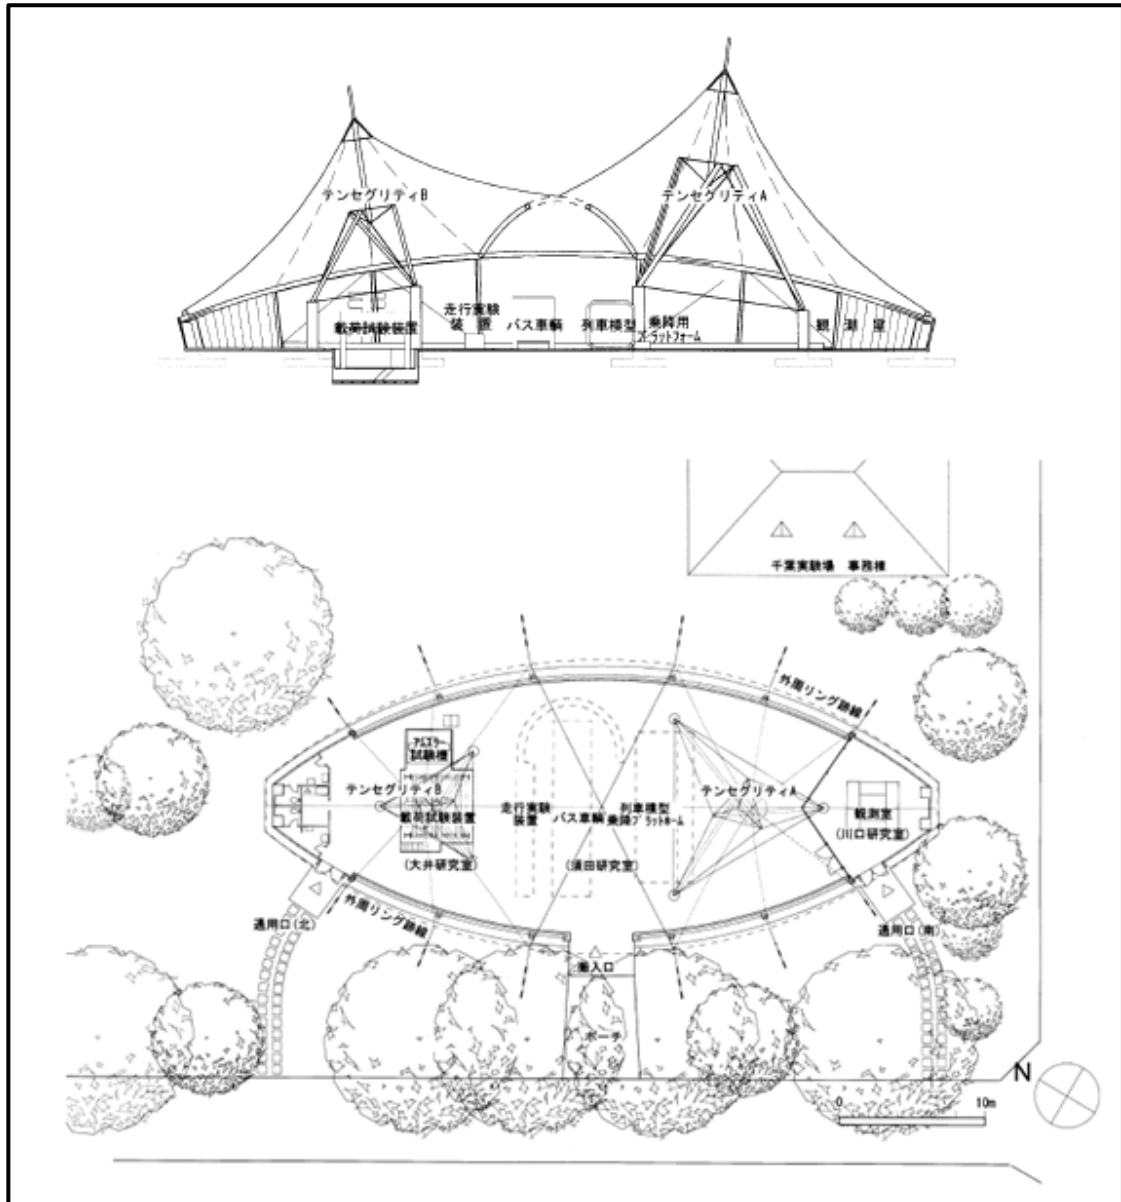 テンセグリティB
テンセグリティA
載荷試験装置
走行実験
装 置
バス車輌
列車模型
乗降用
プラットフォーム
観 測 室
千葉実験場 事務棟
外周リング跡線
アムスラー
試験機
テンセグリティB
載荷試験装置
(大井研究室)
走行実験
装置
バス車輌
列車模型
乗降プラットホーム
(須田研究室)
テンセグリティA
観測室
(川口研究室)
通用口(北)
外周リング跡線
通用口(南)
搬入口
ポーチ
N
0
10m